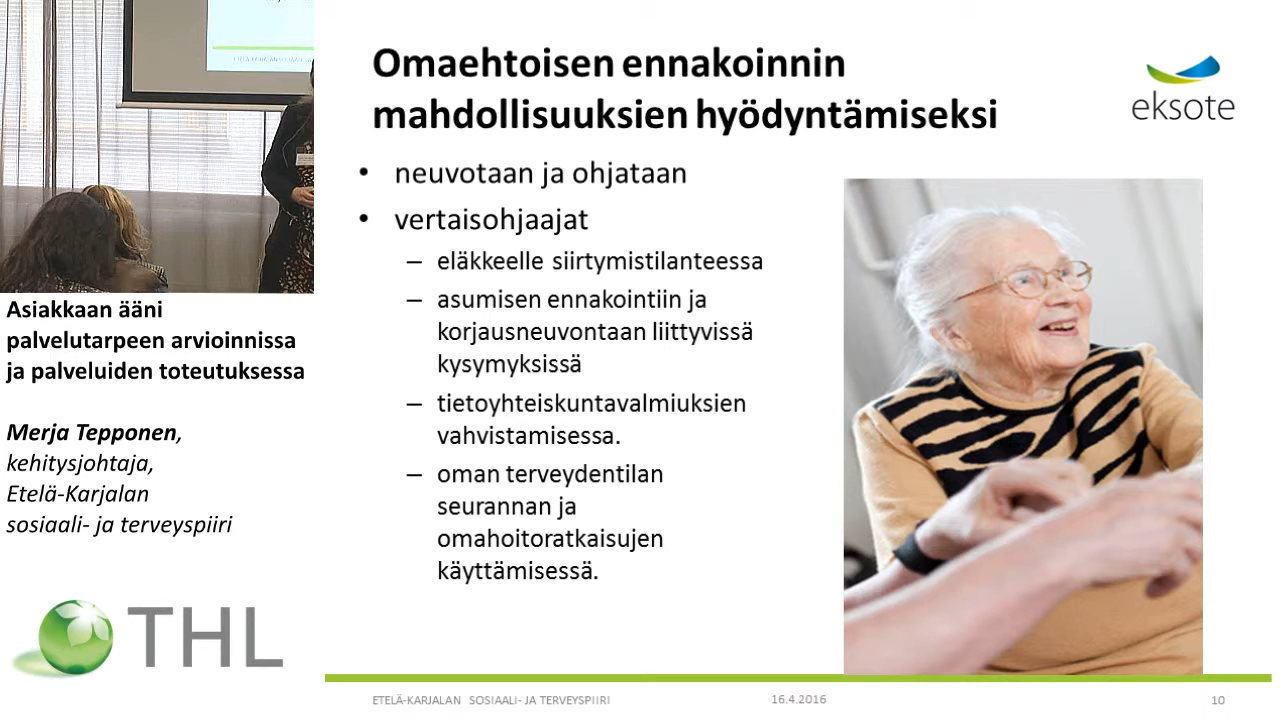 Omaehtoisen ennakoinnin
mahdollisuuksien hyödyntämiseksi
eksote
• neuvotaan ja ohjataan
• vertaisohjaajat
– eläkkeelle siirtymistilanteessa
– asumisen ennakointiin ja
korjausneuvontaan liittyvissä
kysymyksissä
– tietoyhteiskuntavalmiuksien
vahvistamisessa.
– oman terveydentilan
seurannan ja
omahoitoratkaisujen
käyttämisessä.
Asiakkaan ääni
palvelutarpeen arvioinnissa
ja palveluiden toteutuksessa
Merja Tepponen,
kehitysjohtaja,
Etelä-Karjalan
sosiaali- ja terveyspiiri
THL
ETELÄ-KARJALAN SOSIAALI- JA TERVEYSPIIRI
16.4.2016
10